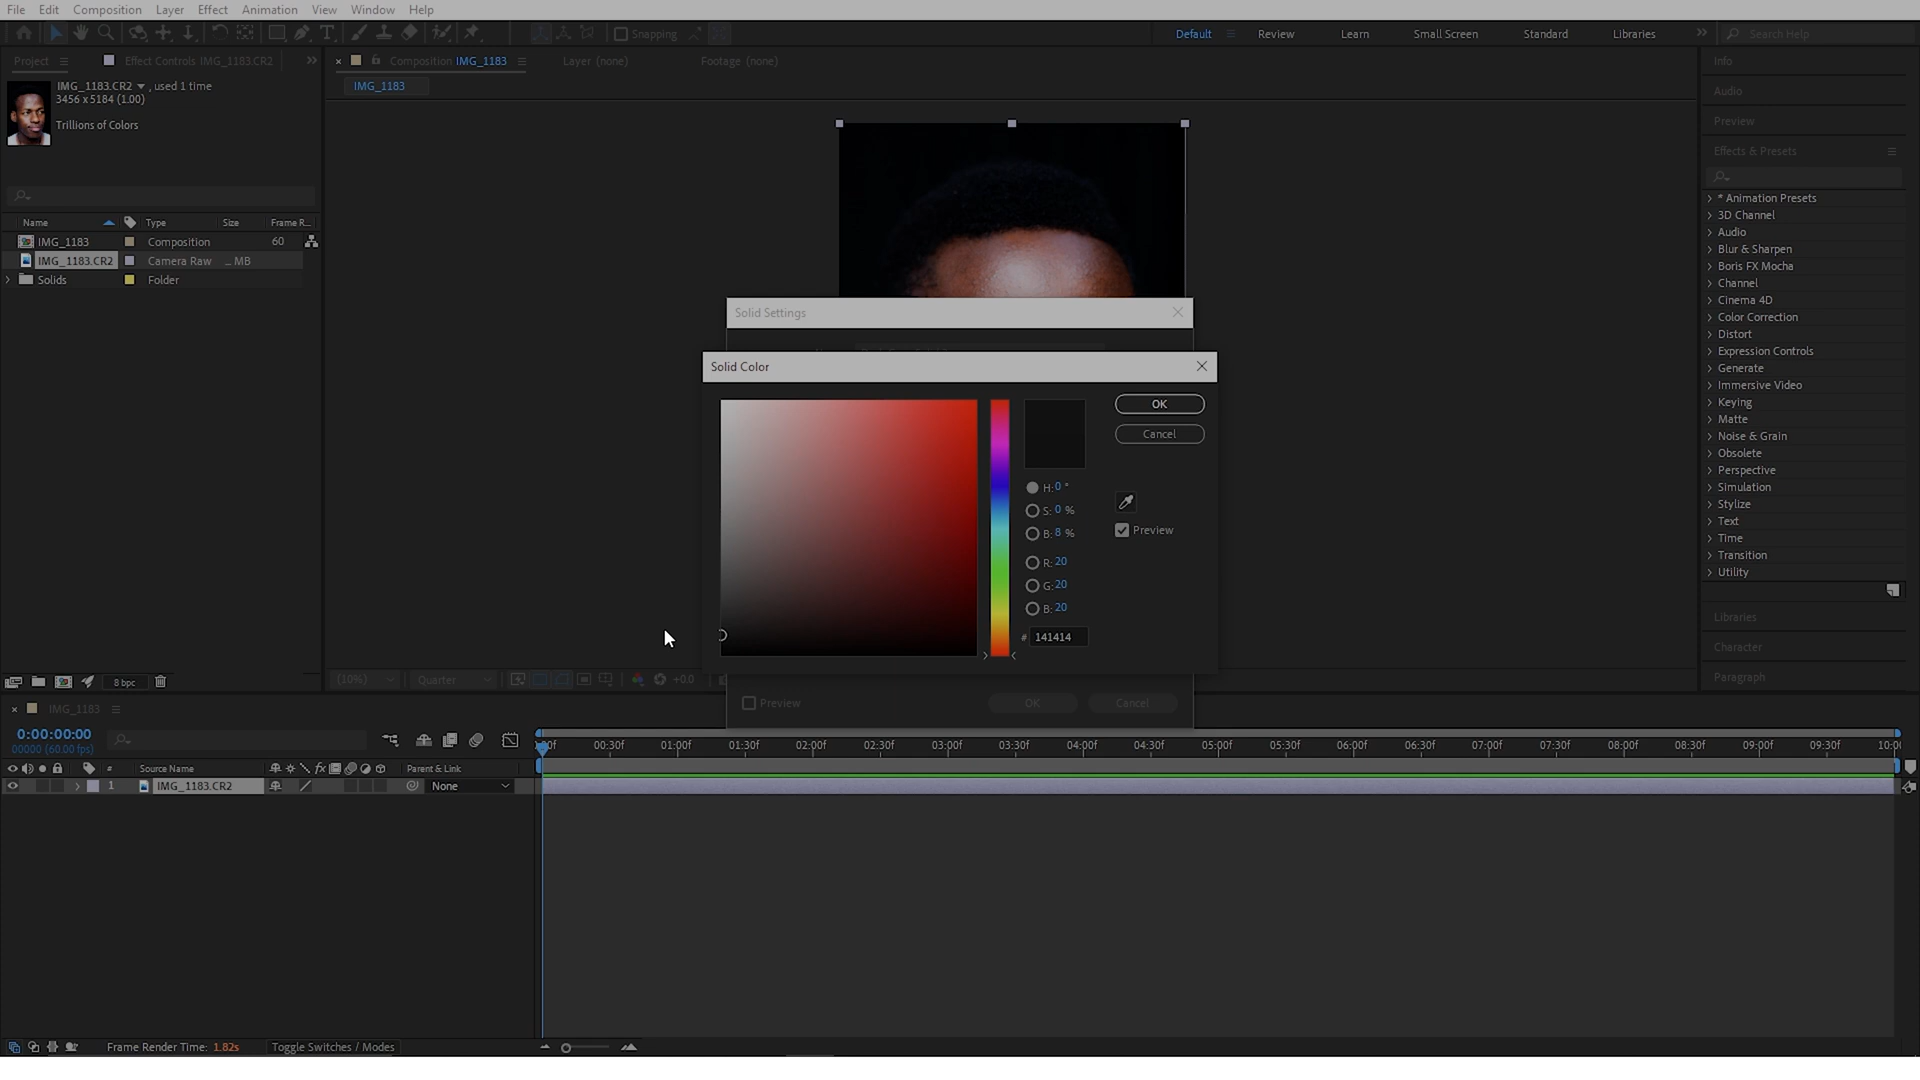 File Edit Composition Layer Effect Animation View Window Help
Snapping
Default Review Learn Small Screen Standard Libraries Search Help
Project Effect Controls IMG_1183.CR2
Composition IMG_1183 Layer (none) Footage (none)
IMG_1183
IMG_1183.CR2 , used 1 time
3456 x 5184 (1.00)
Trillions of Colors
Name Type Size Frame R...
IMG_1183 Composition 60
IMG_1183.CR2 Camera Raw ... MB
Solids Folder
8 bpc
Solid Settings
Solid Color
OK
Cancel
H: 0 °
S: 0 %
B: 8 %
Preview
R: 20
G: 20
B: 20
# 141414
(10%) Quarter +0.0
Preview OK Cancel
Info
Audio
Preview
Effects & Presets
* Animation Presets
3D Channel
Audio
Blur & Sharpen
Boris FX Mocha
Channel
Cinema 4D
Color Correction
Distort
Expression Controls
Generate
Immersive Video
Keying
Matte
Noise & Grain
Obsolete
Perspective
Simulation
Stylize
Text
Time
Transition
Utility
Libraries
Character
Paragraph
IMG_1183
0:00:00:00
00000 (60.00 fps)
00:30f 01:00f 01:30f 02:00f 02:30f 03:00f 03:30f 04:00f 04:30f 05:00f 05:30f 06:00f 06:30f 07:00f 07:30f 08:00f 08:30f 09:00f 09:30f
# Source Name fx Parent & Link
1 IMG_1183.CR2 None
Frame Render Time: 1.82s Toggle Switches / Modes